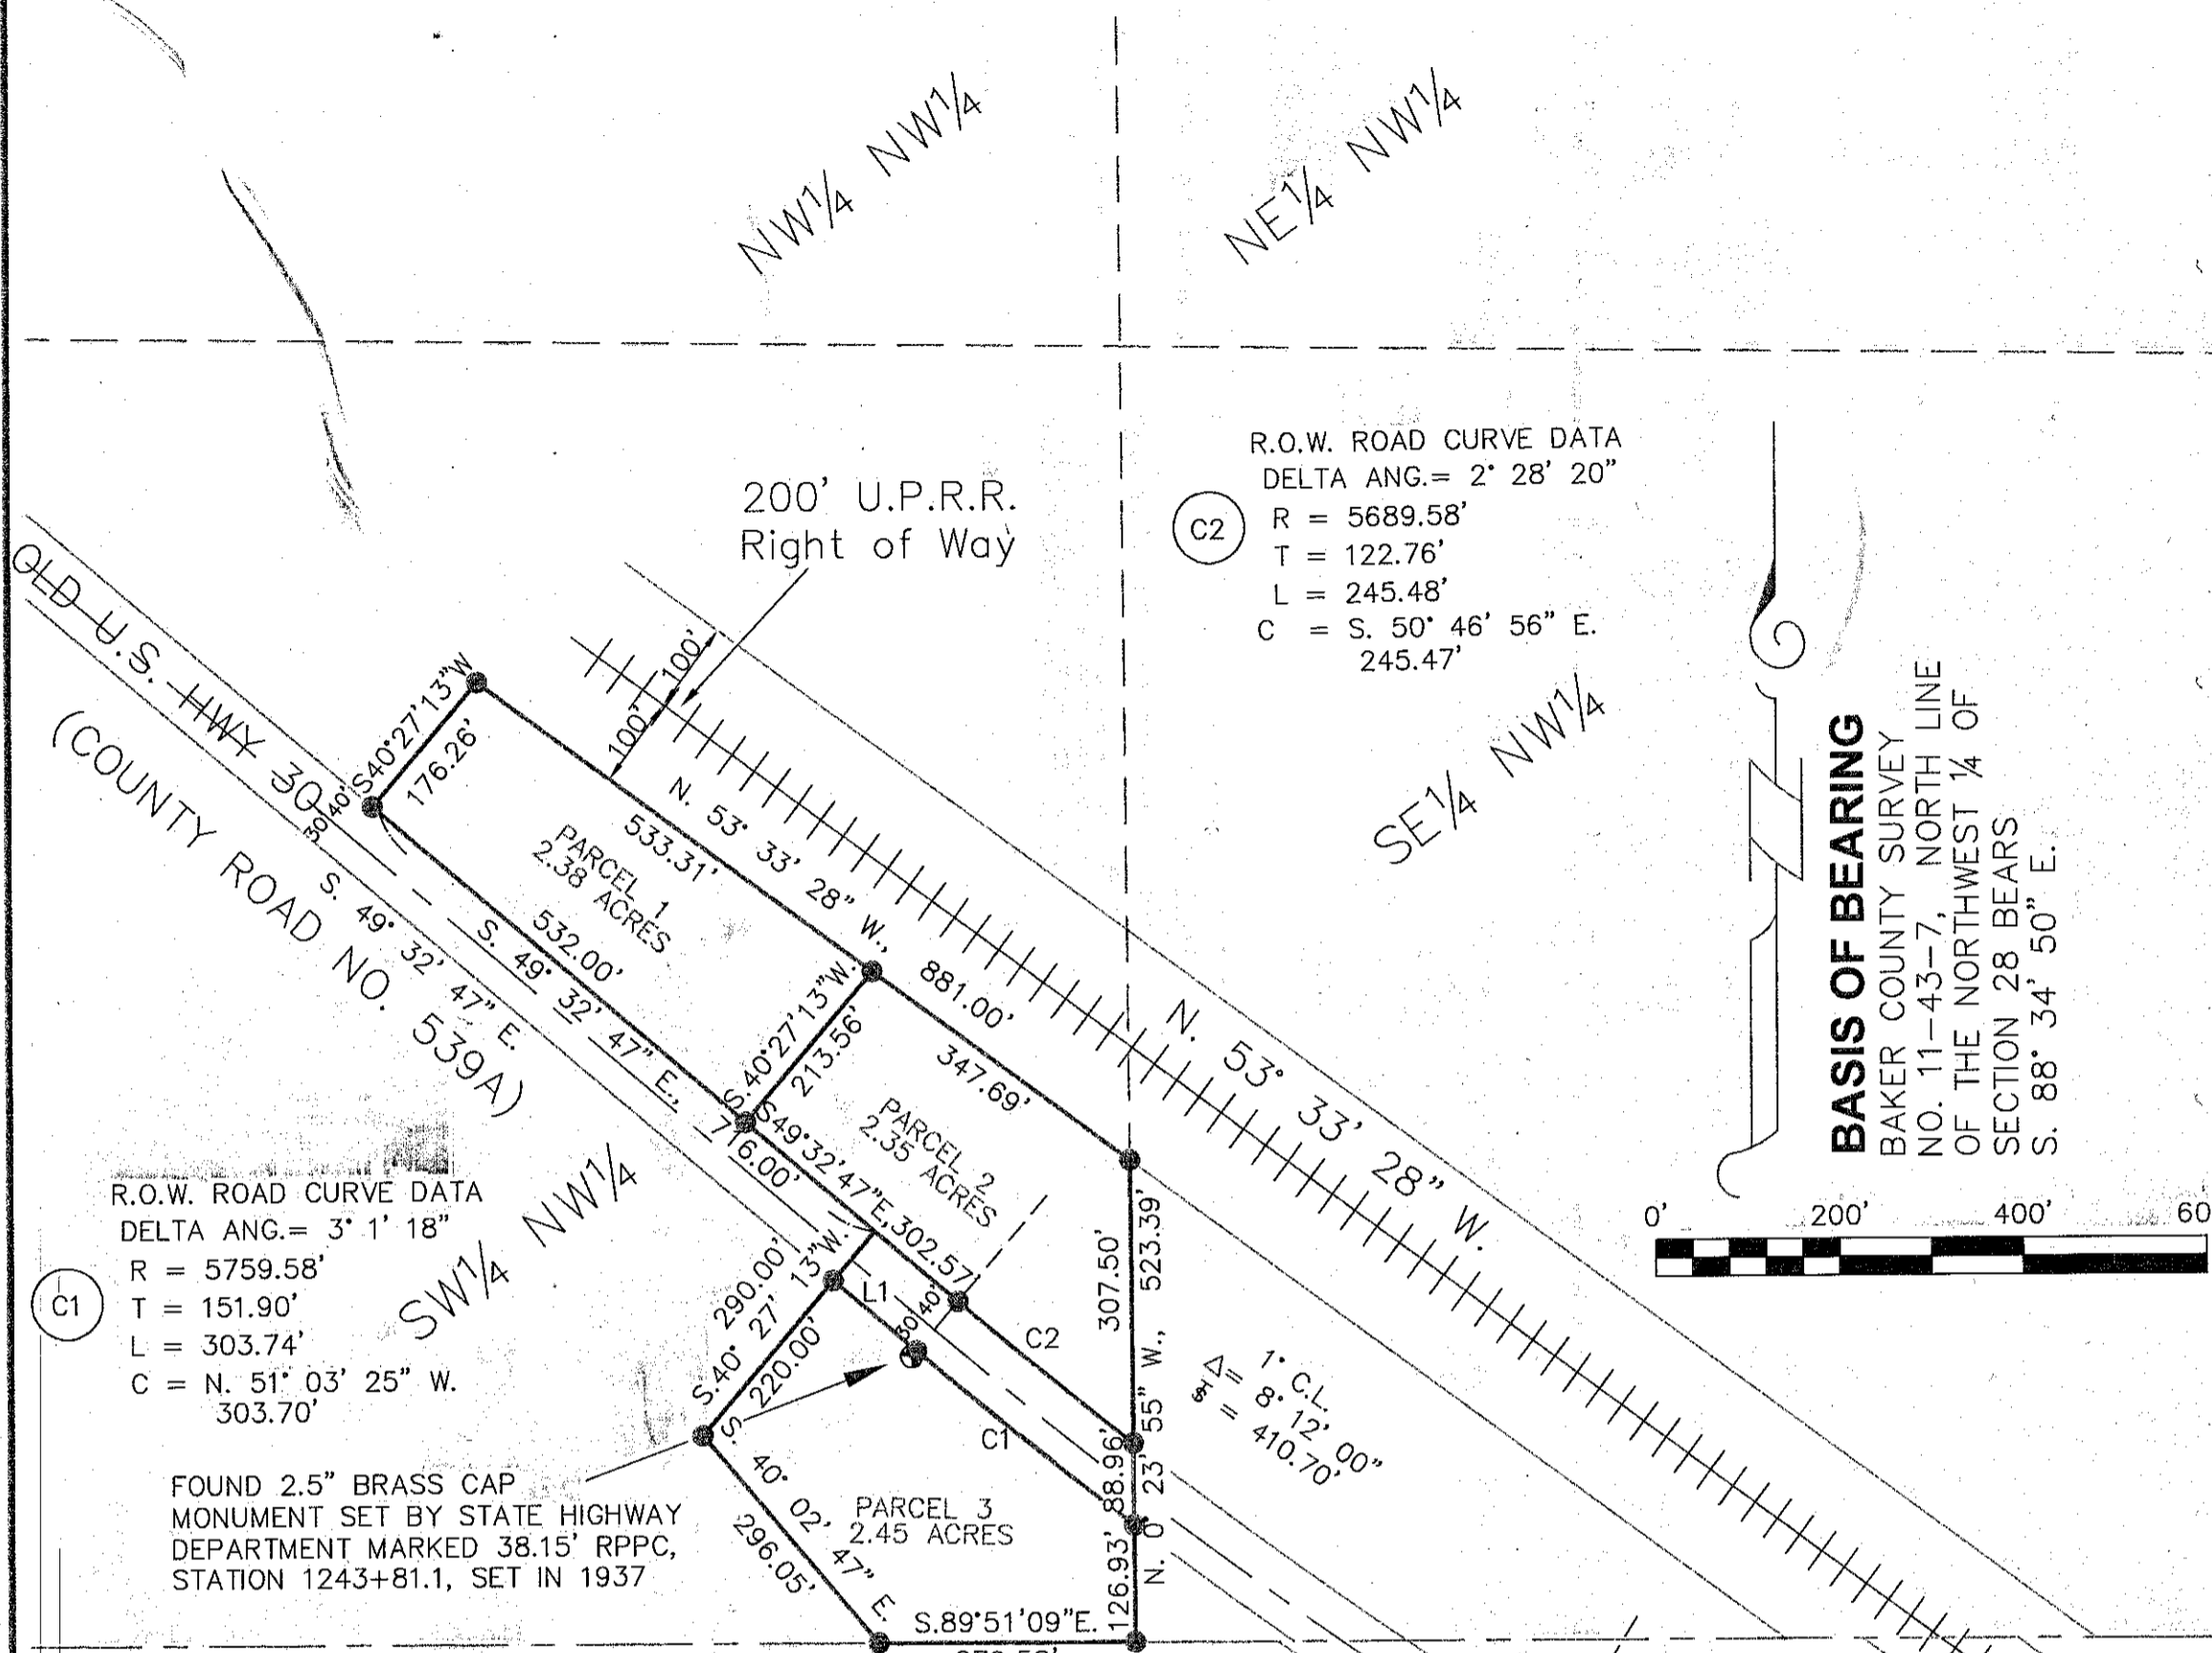 NW¼ NW¼
NE¼ NW¼
R.O.W. ROAD CURVE DATA
DELTA ANG.= 2° 28' 20"
C2
R = 5689.58'
T = 122.76'
L = 245.48'
C = S. 50° 46' 56" E.
245.47'
200' U.P.R.R.
Right of Way
100'
100'
OLD U.S. HWY 30
(COUNTY ROAD NO. 539A)
S40°27'13"W
176.26'
30'
40'
N. 53° 33' 28" W.,
881.00'
533.31'
PARCEL 1
2.38 ACRES
532.00'
S. 49° 32' 47" E.
S. 49° 32' 47" E.,
716.00'
S.40°27'13"W.
213.56'
347.69'
N. 53° 33' 28" W.
SE¼ NW¼
BASIS OF BEARING
BAKER COUNTY SURVEY
NO. 11-43-7, NORTH LINE
OF THE NORTHWEST ¼ OF
SECTION 28 BEARS
S. 88° 34' 50" E.
0'
200'
400'
60
PARCEL 2
2.35 ACRES
S49°32'47"E,302.57'
307.50'
N. 0° 23' 55" W., 523.39'
SW¼ NW¼
R.O.W. ROAD CURVE DATA
DELTA ANG.= 3° 1' 18"
C1
R = 5759.58'
T = 151.90'
L = 303.74'
C = N. 51° 03' 25" W.
303.70'
290.00'
S.40° 27' 13"W.
220.00'
L1
30'
40'
C2
C1
88.96'
126.93'
1° C.L.
Δ= 8° 12' 00"
= 410.70'
FOUND 2.5" BRASS CAP
MONUMENT SET BY STATE HIGHWAY
DEPARTMENT MARKED 38.15' RPPC,
STATION 1243+81.1, SET IN 1937
S. 40° 02' 47" E.
296.05'
PARCEL 3
2.45 ACRES
S.89°51'09"E.